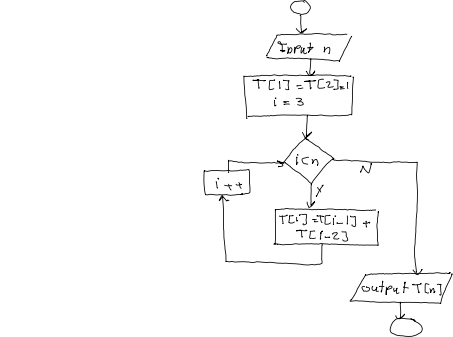 Input n
T[1] = T[2]=1
i = 3
i<n
N
Y
i++
T[i]=T[i-1] +
T[i-2]
output T[n]